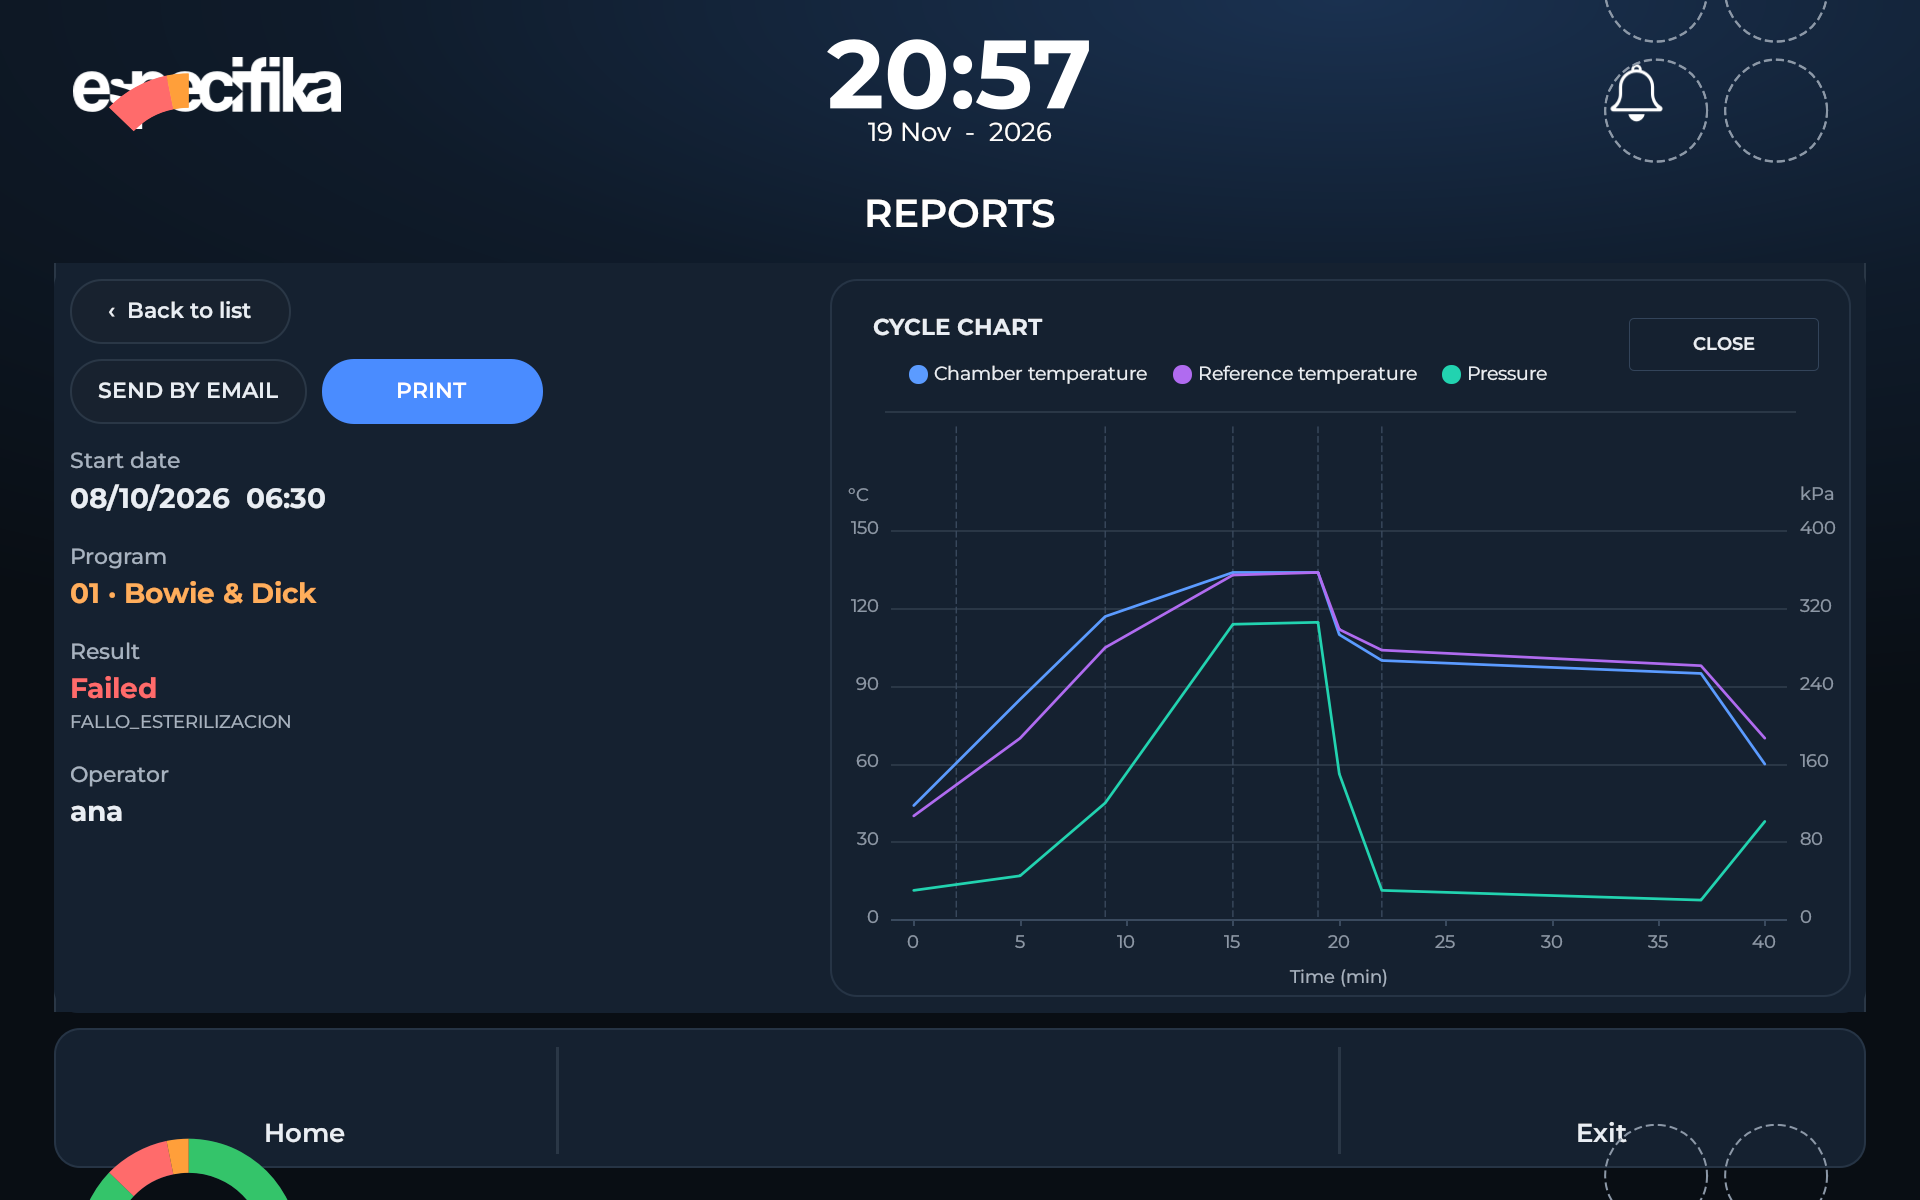 especifika
20:57
19 Nov - 2026
REPORTS
‹ Back to list
SEND BY EMAIL
PRINT
Start date
08/10/2026 06:30
Program
01 · Bowie & Dick
Result
Failed
FALLO_ESTERILIZACION
Operator
ana
CYCLE CHART
CLOSE
Chamber temperature
Reference temperature
Pressure
°C
kPa
150
400
120
320
90
240
60
160
30
80
0
0
0 5 10 15 20 25 30 35 40
Time (min)
Home
Exit